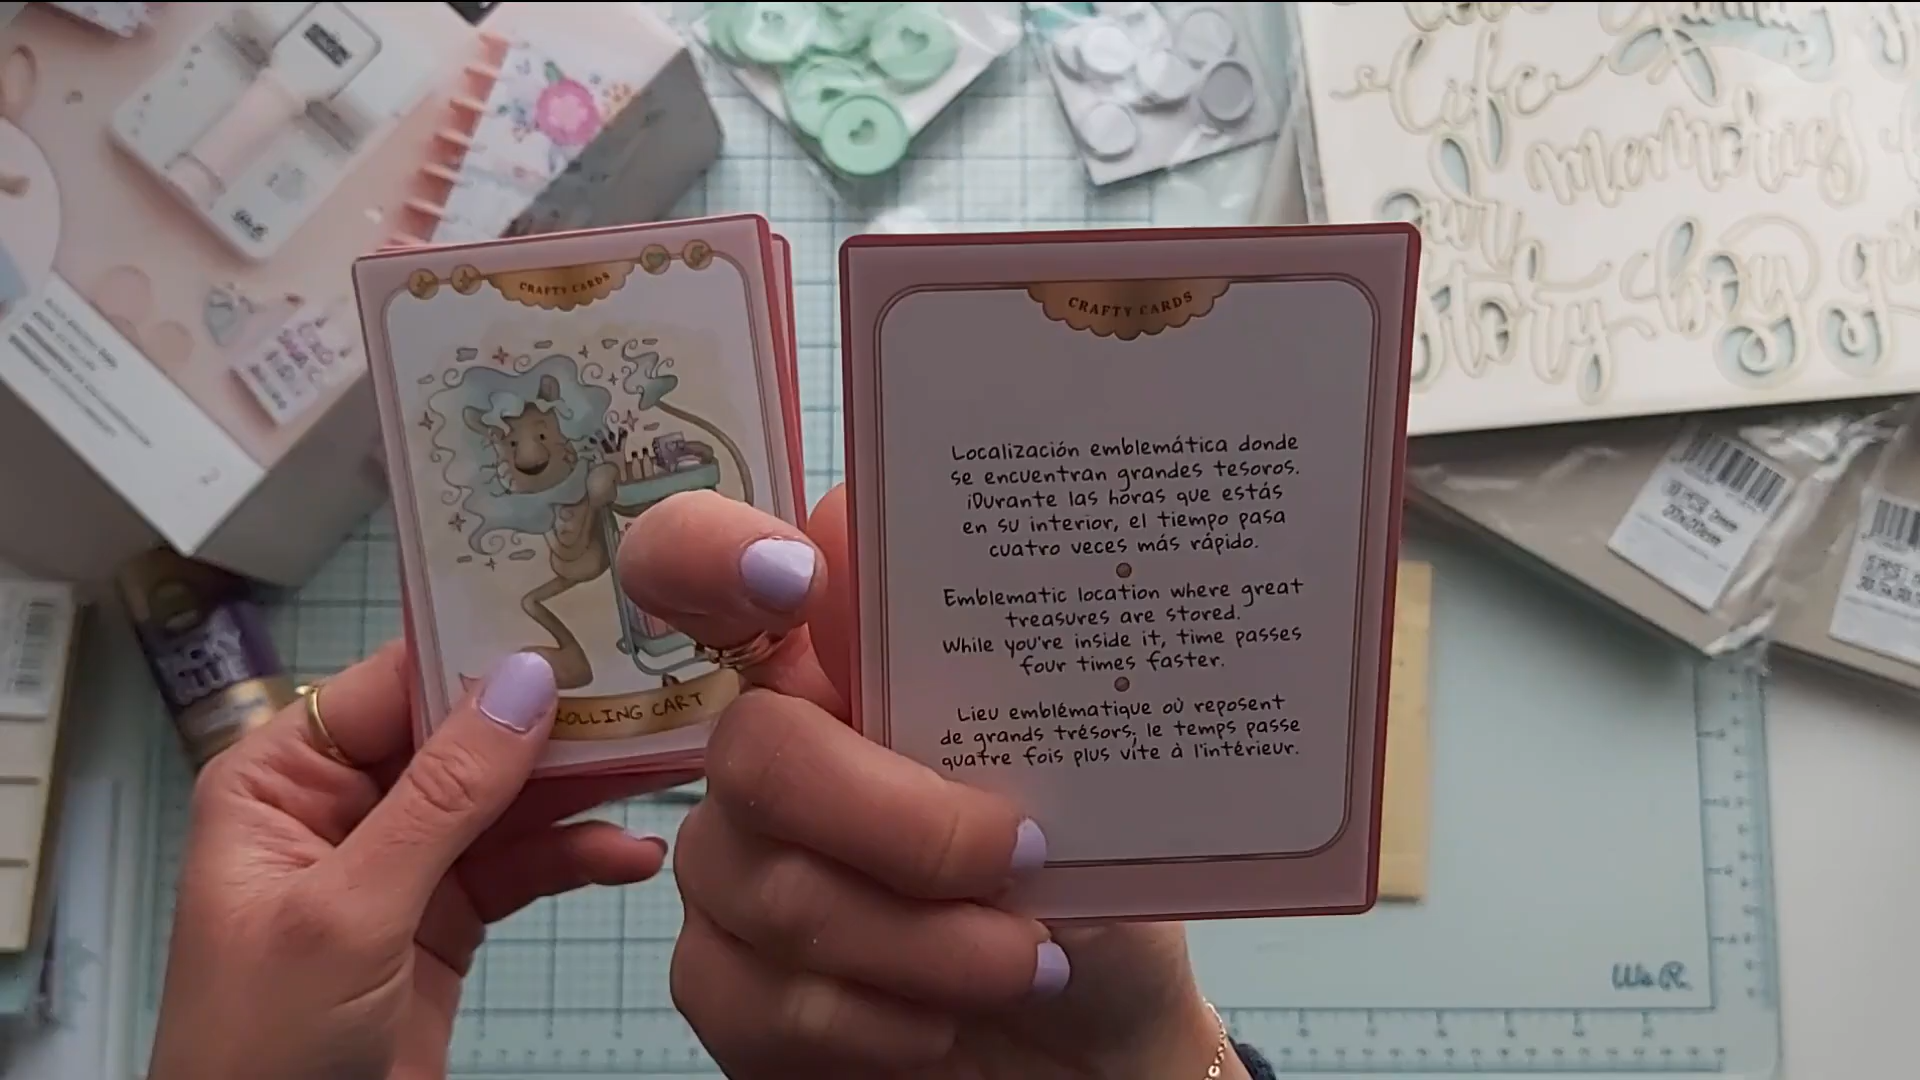 CRAFTY CARDS
ROLLING CART
CRAFTY CARDS
Localización emblemática donde
se encuentran grandes tesoros.
¡Durante las horas que estás
en su interior, el tiempo pasa
cuatro veces más rápido.
Emblematic location where great
treasures are stored.
While you're inside it, time passes
four times faster.
Lieu emblématique où reposent
de grands trésors, le temps passe
quatre fois plus vite à l'intérieur.
Life
memories
story boy
WeR